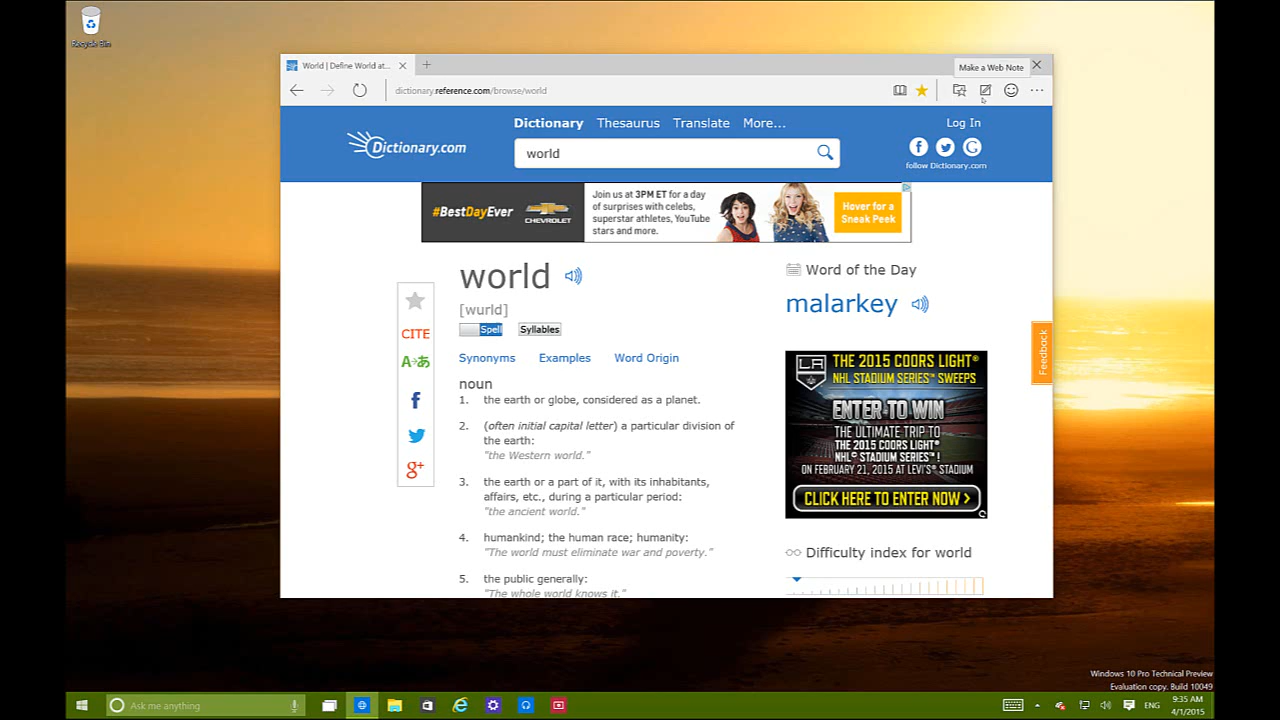 Recycle Bin
World | Define World at...
Make a Web Note
dictionary.reference.com/browse/world
Dictionary.com
Dictionary Thesaurus Translate More...
Log In
world
follow Dictionary.com
#BestDayEver
CHEVROLET
Join us at 3PM ET for a day
of surprises with celebs,
superstar athletes, YouTube
stars and more.
Hover for a
Sneak Peek
world
[wurld]
Spell Syllables
Synonyms Examples Word Origin
CITE
A あ
g+
noun
1. the earth or globe, considered as a planet.
2. (often initial capital letter) a particular division of
the earth:
"the Western world."
3. the earth or a part of it, with its inhabitants,
affairs, etc., during a particular period:
"the ancient world."
4. humankind; the human race; humanity:
"The world must eliminate war and poverty."
5. the public generally:
"The whole world knows it."
Word of the Day
malarkey
Feedback
LA
THE 2015 COORS LIGHT®
NHL STADIUM SERIES™ SWEEPS
ENTER TO WIN
THE ULTIMATE TRIP TO
THE 2015 COORS LIGHT®
NHL® STADIUM SERIES™!
ON FEBRUARY 21, 2015 AT LEVI'S® STADIUM
CLICK HERE TO ENTER NOW >
Difficulty index for world
Windows 10 Pro Technical Preview
Evaluation copy. Build 10049
Ask me anything
ENG
9:35 AM
4/1/2015